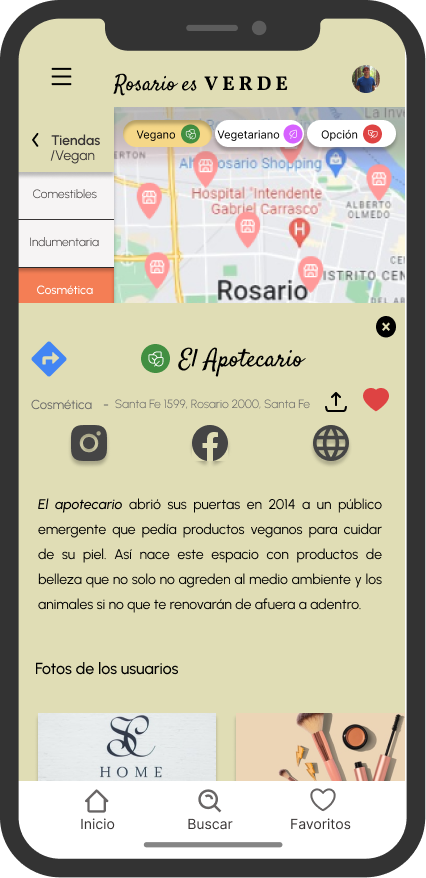 Rosario es VERDE
Tiendas
/Vegan
Comestibles
Indumentaria
Cosmética
Vegano
Vegetariano
Opción
ERTON
Rosario Shopping
Hospital "Intendente
Gabriel Carrasco"
ALBERTO
OLMEDO
ISTRITO CEN
Rosario
El Apotecario
Cosmética - Santa Fe 1599, Rosario 2000, Santa Fe
El apotecario abrió sus puertas en 2014 a un público
emergente que pedía productos veganos para cuidar
de su piel. Así nace este espacio con productos de
belleza que no solo no agreden al medio ambiente y los
animales si no que te renovarán de afuera a adentro.
Fotos de los usuarios
HOME
Inicio
Buscar
Favoritos